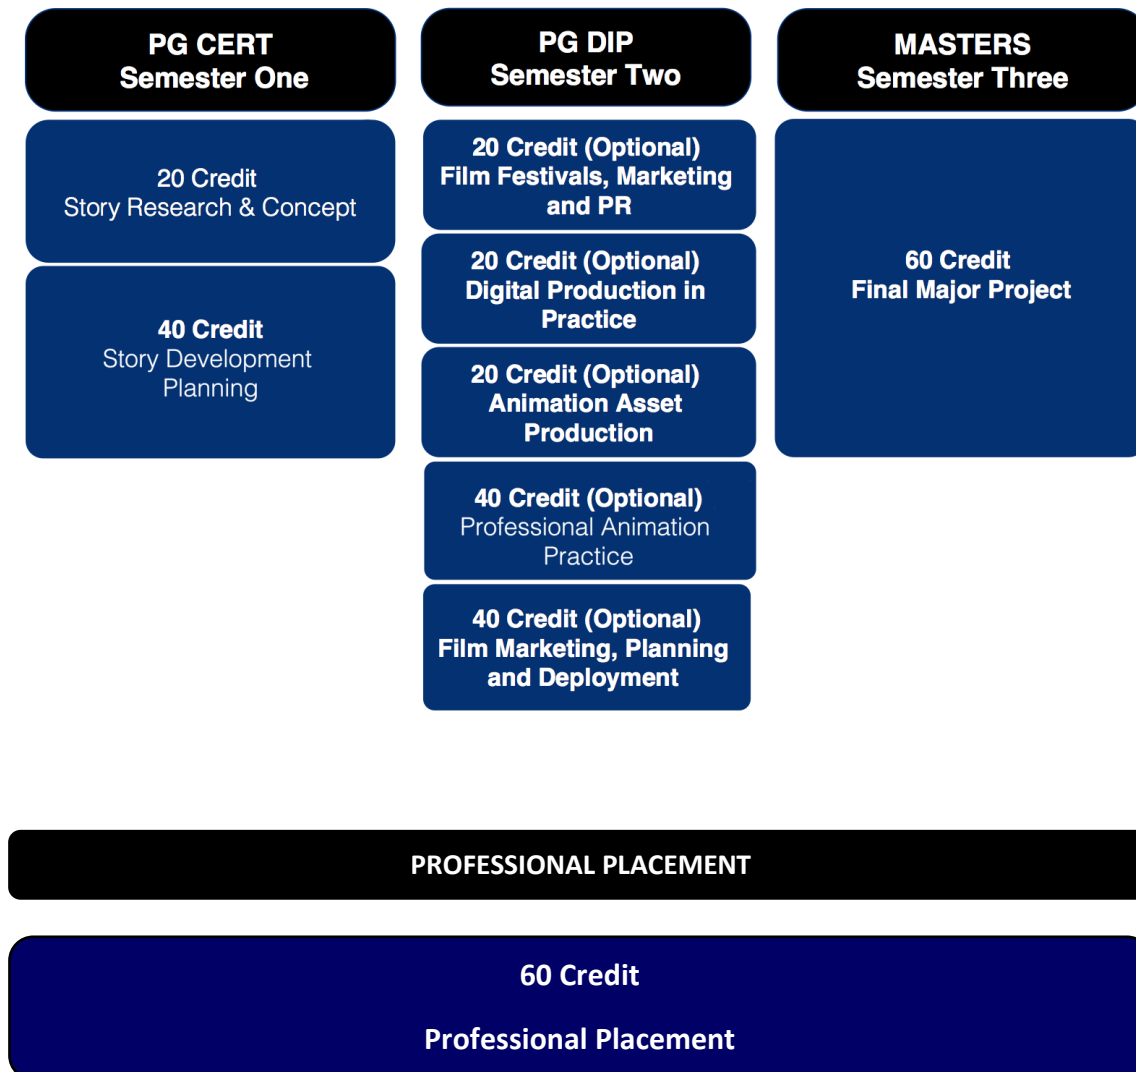 PG CERT
Semester One
20 Credit
Story Research & Concept
40 Credit
Story Development
Planning
PG DIP
Semester Two
20 Credit (Optional)
Film Festivals, Marketing
and PR
20 Credit (Optional)
Digital Production in
Practice
20 Credit (Optional)
Animation Asset
Production
40 Credit (Optional)
Professional Animation
Practice
40 Credit (Optional)
Film Marketing, Planning
and Deployment
MASTERS
Semester Three
60 Credit
Final Major Project
PROFESSIONAL PLACEMENT
60 Credit
Professional Placement